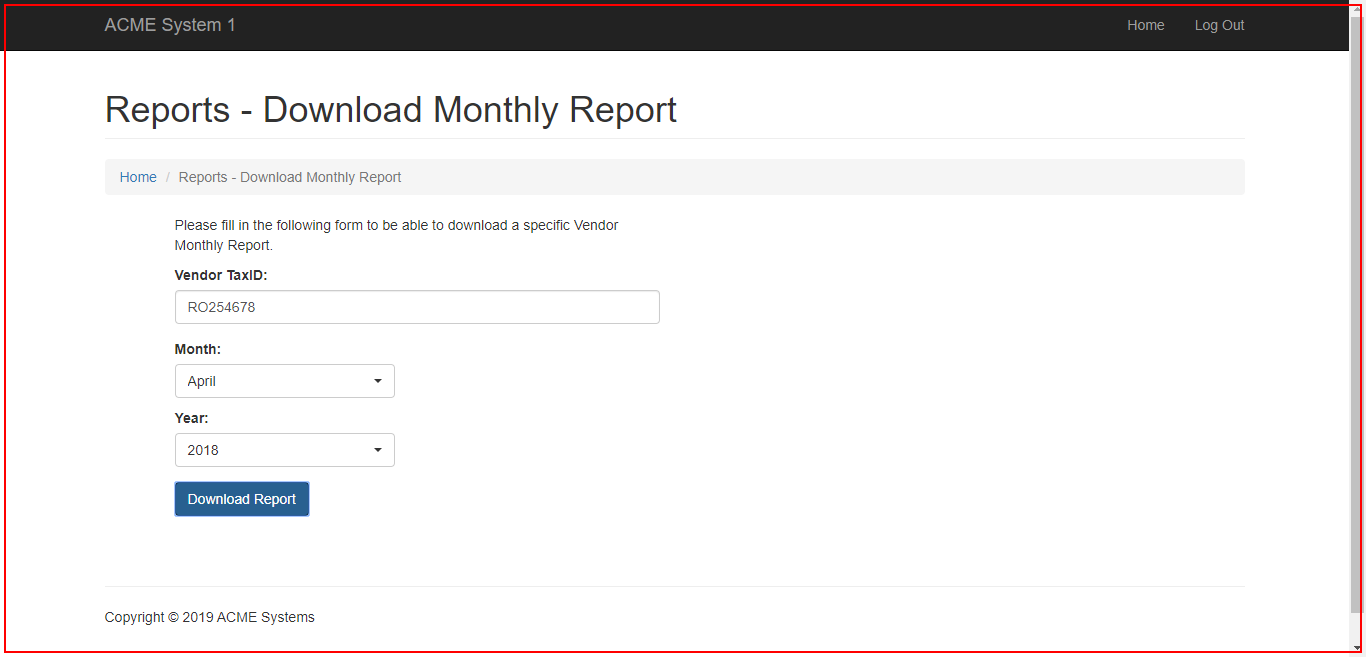 ACME System 1 Home Log Out
Reports - Download Monthly Report
Home / Reports - Download Monthly Report
Please fill in the following form to be able to download a specific Vendor
Monthly Report.
Vendor TaxID:
RO254678
Month:
April
Year:
2018
Download Report
Copyright © 2019 ACME Systems